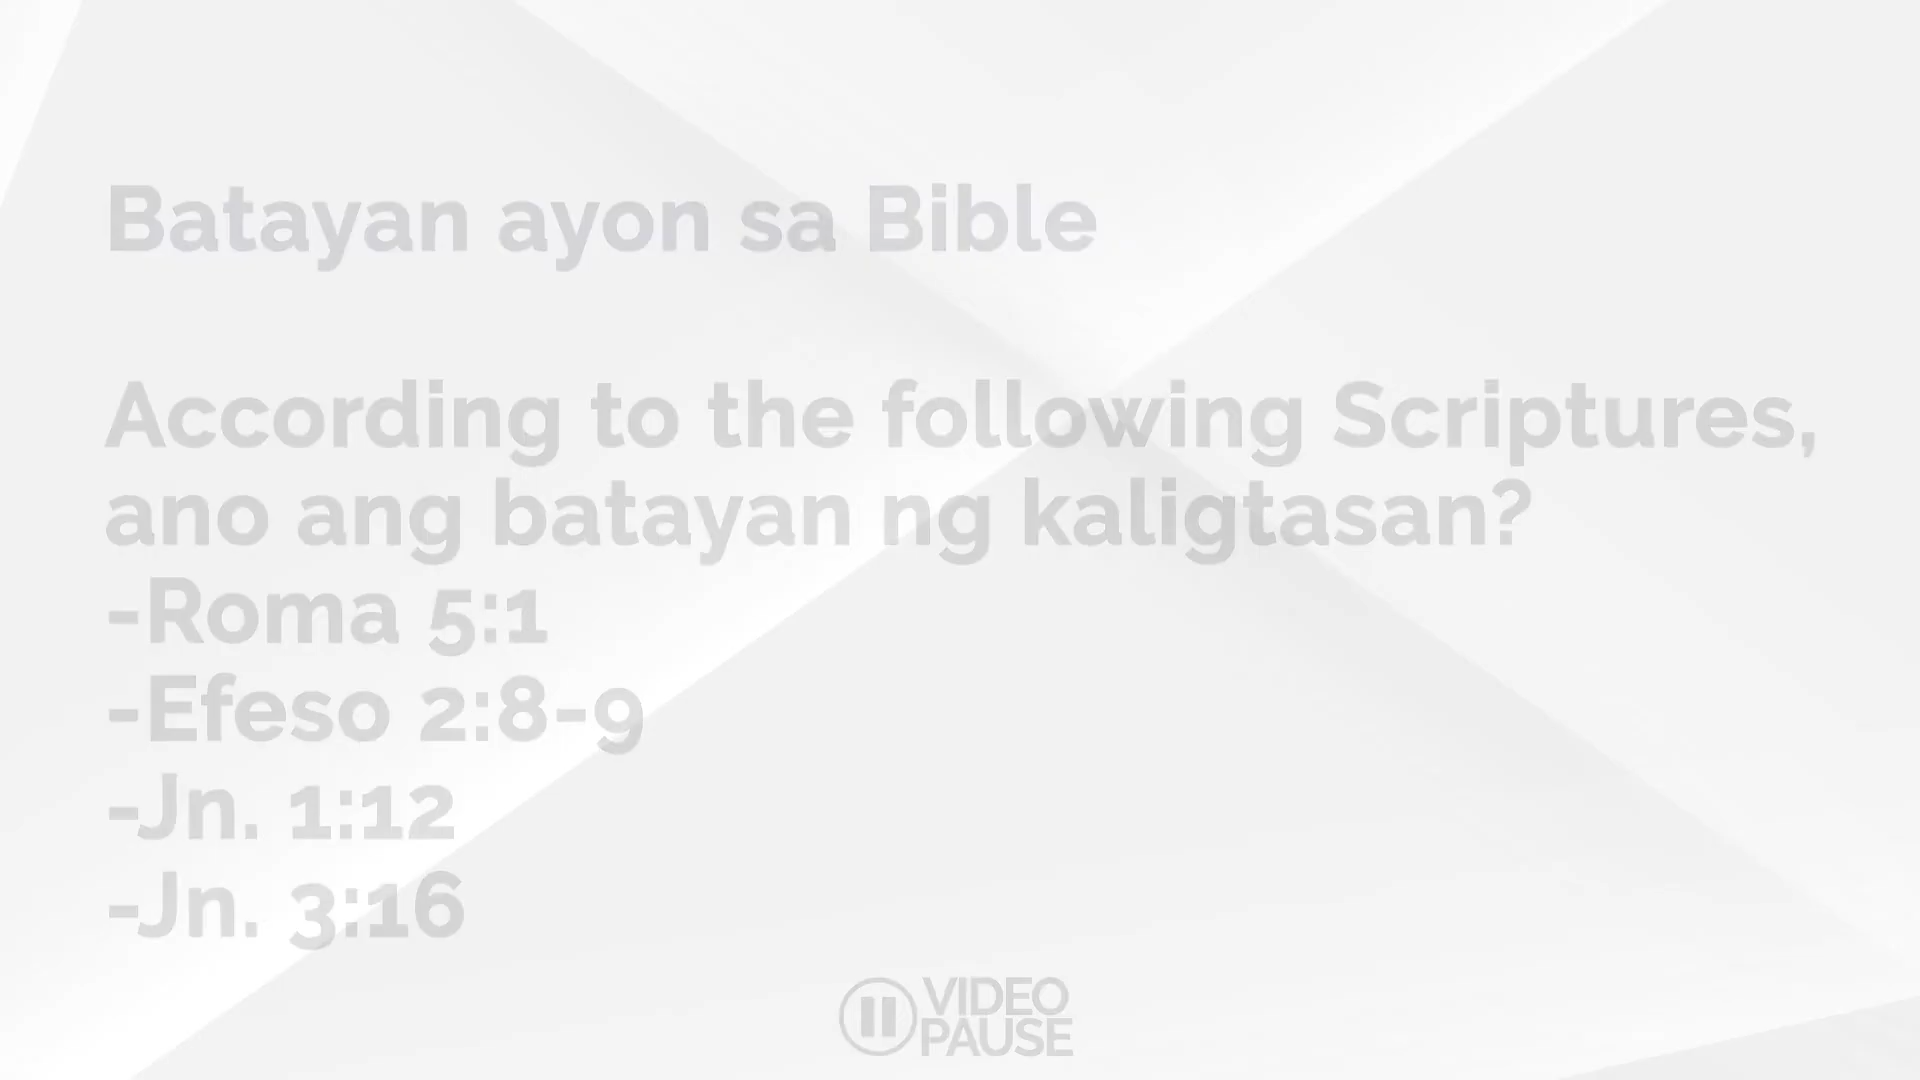 Batayan ayon sa Bible
According to the following Scriptures,
ano ang batayan ng kaligtasan?
-Roma 5:1
-Efeso 2:8-9
-Jn. 1:12
-Jn. 3:16
VIDEO
PAUSE